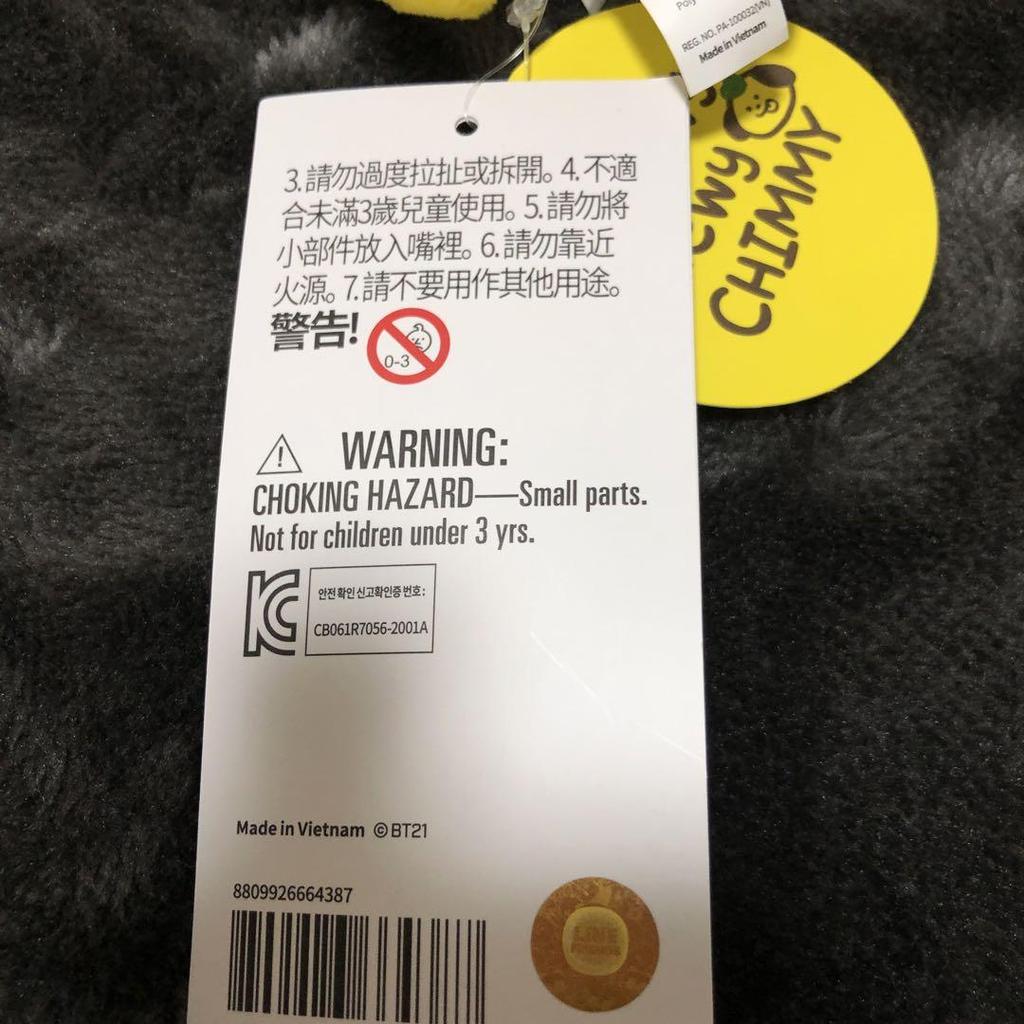 REG. NO. PA-100032(VN)
Made in Vietnam
CHIMMY
3. 請勿過度拉扯或拆開。4. 不適
合未滿3歲兒童使用。5. 請勿將
小部件放入嘴裡。6. 請勿靠近
火源。7. 請不要用作其他用途。
警告!
0-3
WARNING:
CHOKING HAZARD—Small parts.
Not for children under 3 yrs.
안전 확인 신고확인증 번호 :
CB061R7056-2001A
Made in Vietnam ©BT21
8809926664387
LINE
FRIENDS